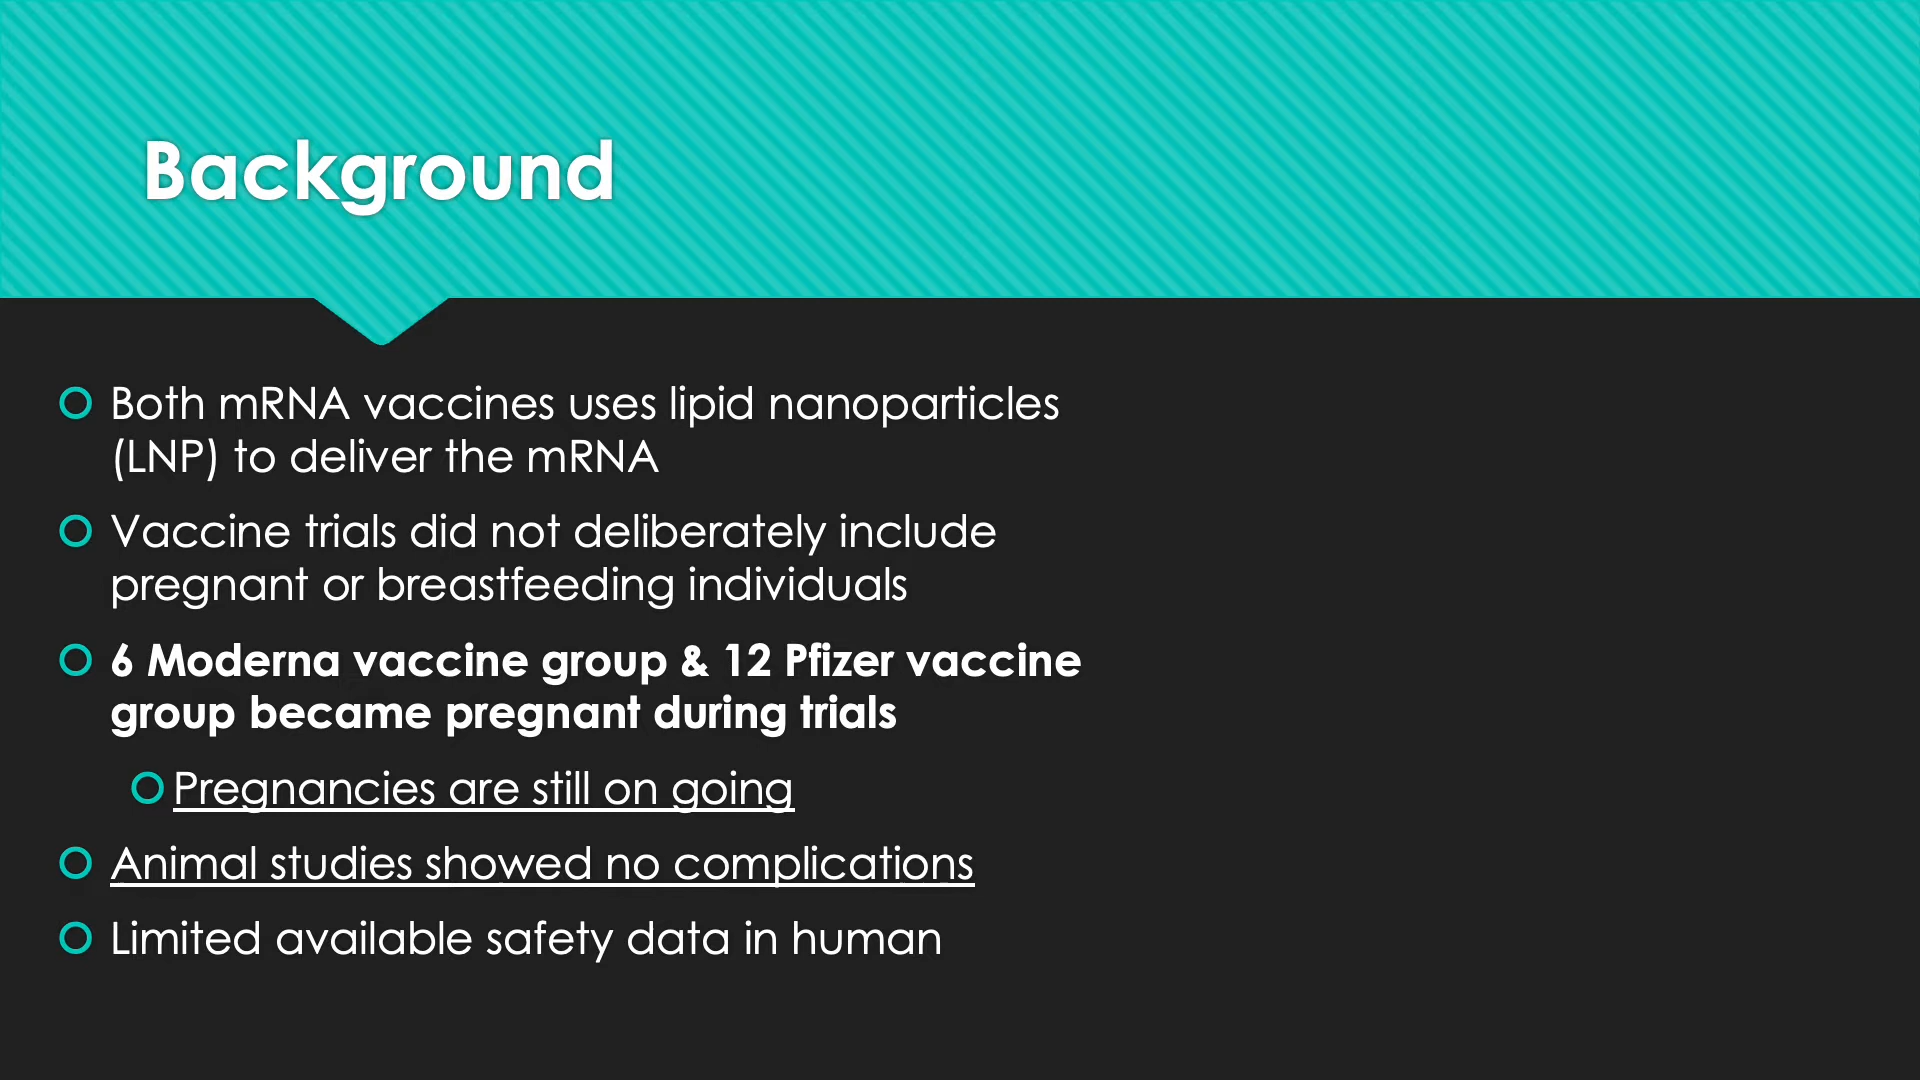 Background
Both mRNA vaccines uses lipid nanoparticles
(LNP) to deliver the mRNA
Vaccine trials did not deliberately include
pregnant or breastfeeding individuals
6 Moderna vaccine group & 12 Pfizer vaccine
group became pregnant during trials
Pregnancies are still on going
Animal studies showed no complications
Limited available safety data in human